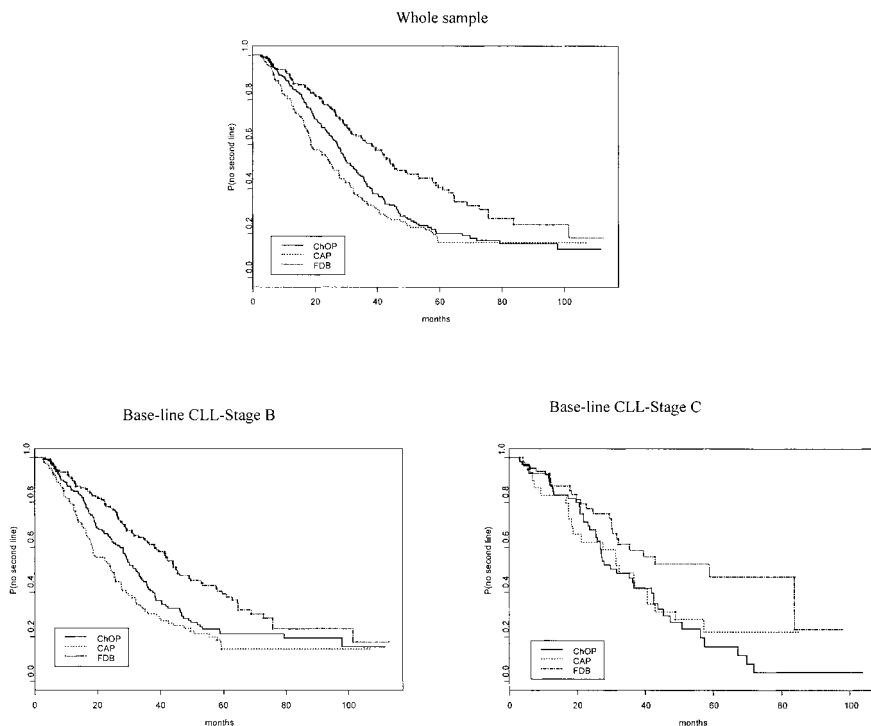 Whole sample
P(no second line)
1.0
0.8
0.6
0.4
0.2
0.0
ChOP
CAP
FDB
0 20 40 60 80 100
months
Base-line CLL-Stage B
P(no second line)
1.0
0.8
0.6
0.4
0.2
0.0
ChOP
CAP
FDB
0 20 40 60 80 100
months
Base-line CLL-Stage C
P(no second line)
1.0
0.8
0.6
0.4
0.2
0.0
ChOP
CAP
FDB
0 20 40 60 80 100
months